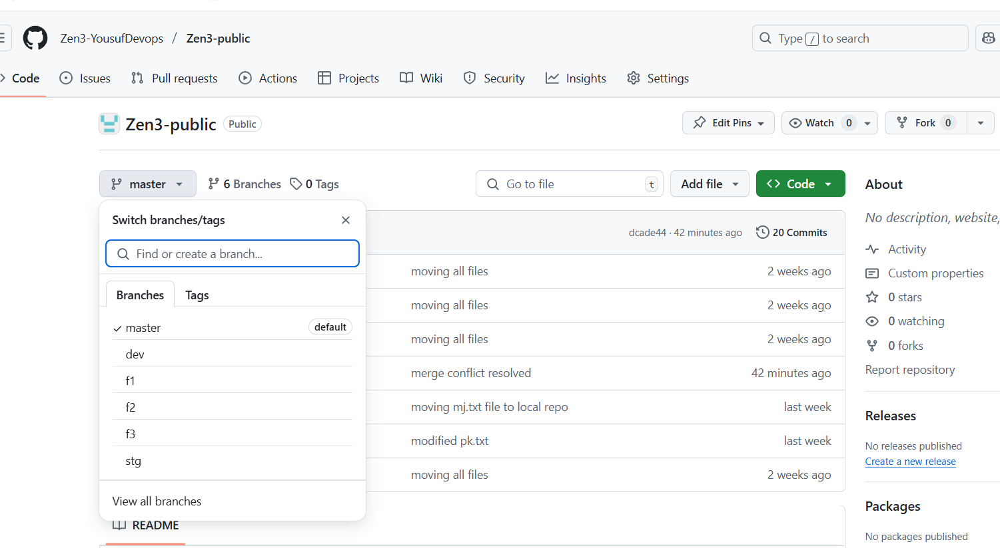 Zen3-YousufDevops / Zen3-public
Type / to search
Code Issues Pull requests Actions Projects Wiki Security Insights Settings
Zen3-public Public
Edit Pins Watch 0 Fork 0
master 6 Branches 0 Tags
Go to file t
Add file
Code
Switch branches/tags
Find or create a branch...
Branches Tags
master default
dev
f1
f2
f3
stg
View all branches
dcade44 · 42 minutes ago 20 Commits
moving all files 2 weeks ago
moving all files 2 weeks ago
moving all files 2 weeks ago
merge conflict resolved 42 minutes ago
moving mj.txt file to local repo last week
modified pk.txt last week
moving all files 2 weeks ago
README
About
No description, website,
Activity
Custom properties
0 stars
0 watching
0 forks
Report repository
Releases
No releases published
Create a new release
Packages
No packages published